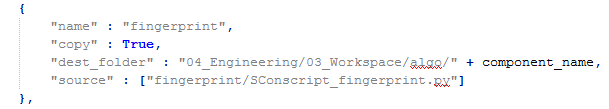 {
"name" : "fingerprint",
"copy" : True,
"dest_folder" : "04_Engineering/03_Workspace/algo/" + component_name,
"source" : ["fingerprint/SConscript_fingerprint.py"]
},